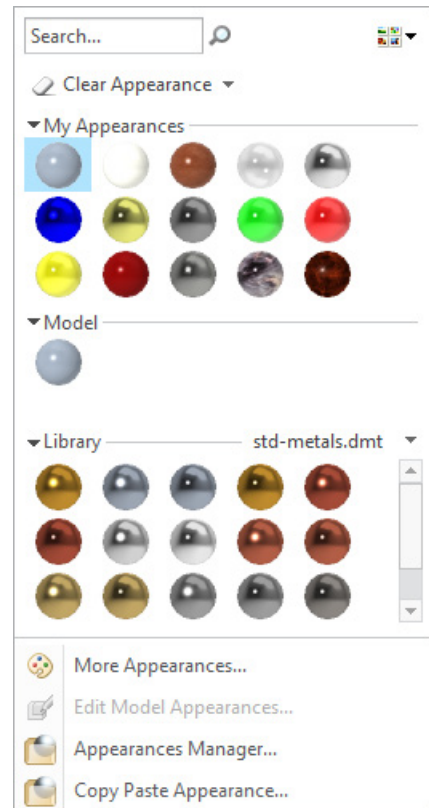 Search...
Clear Appearance
My Appearances
Model
Library std-metals.dmt
More Appearances...
Edit Model Appearances...
Appearances Manager...
Copy Paste Appearance...